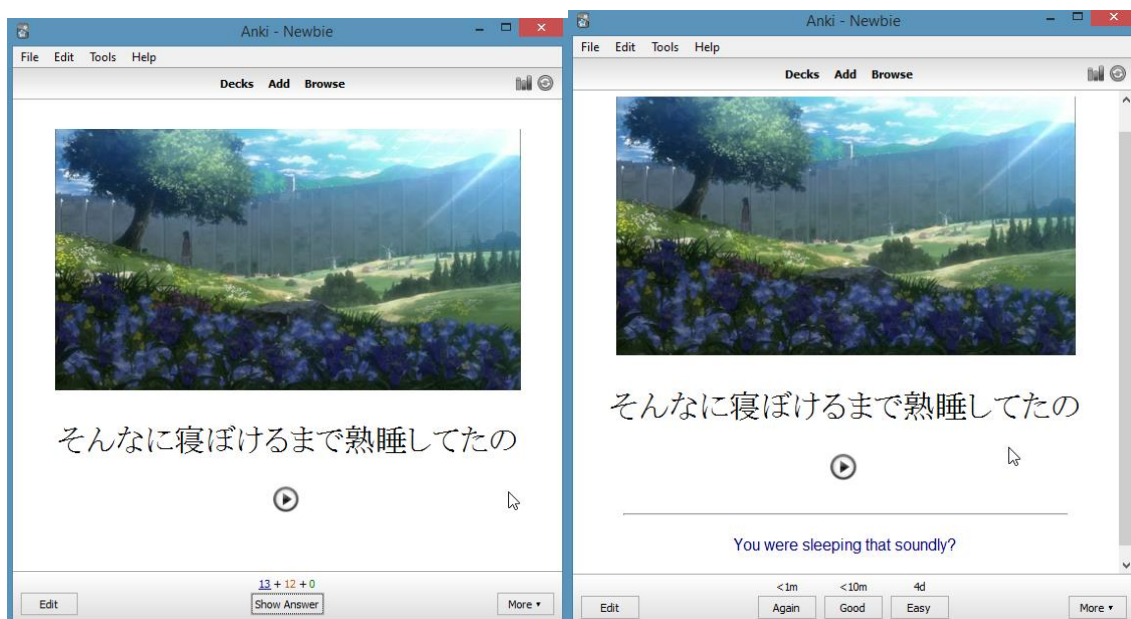 Anki - Newbie
File Edit Tools Help
Decks Add Browse
そんなに寝ぼけるまで熟睡してたの
13 + 12 + 0
Edit
Show Answer
More ▾
Anki - Newbie
File Edit Tools Help
Decks Add Browse
そんなに寝ぼけるまで熟睡してたの
You were sleeping that soundly?
<1m <10m 4d
Edit Again Good Easy More ▾